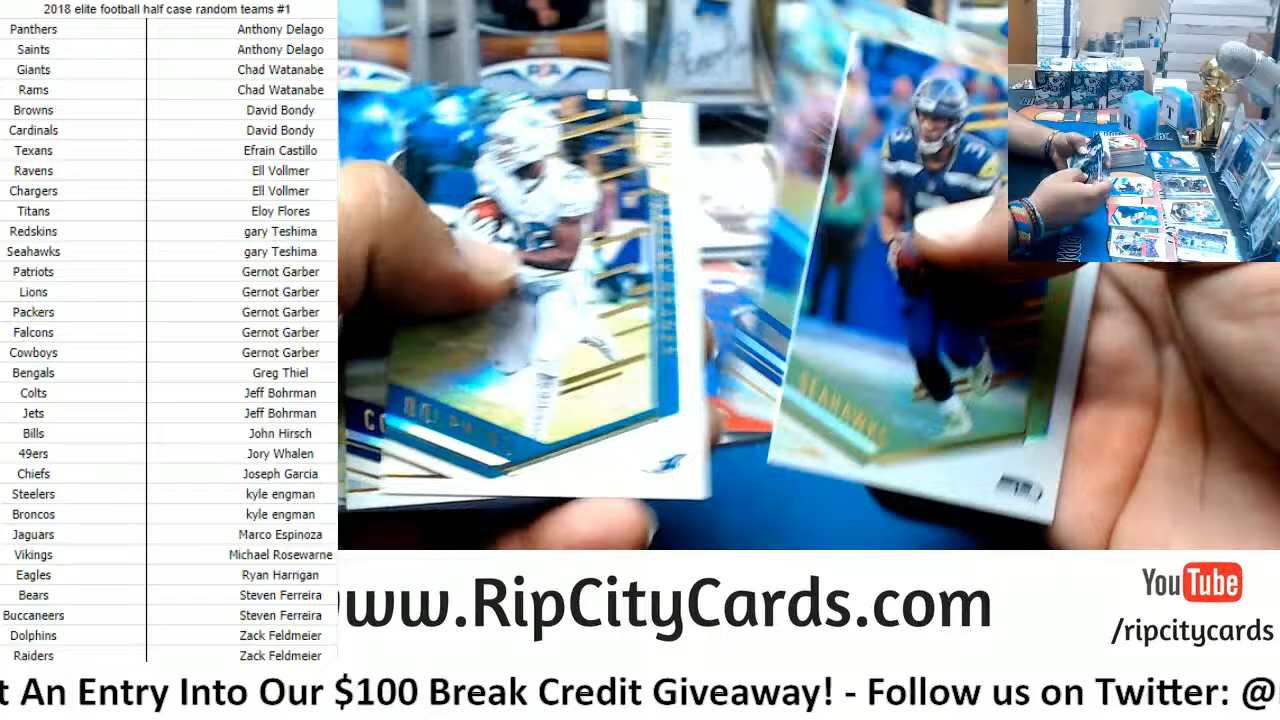 2018 elite football half case random teams #1
Panthers Anthony Delago
Saints Anthony Delago
Giants Chad Watanabe
Rams Chad Watanabe
Browns David Bondy
Cardinals David Bondy
Texans Efrain Castillo
Ravens Ell Vollmer
Chargers Ell Vollmer
Titans Eloy Flores
Redskins gary Teshima
Seahawks gary Teshima
Patriots Gernot Garber
Lions Gernot Garber
Packers Gernot Garber
Falcons Gernot Garber
Cowboys Gernot Garber
Bengals Greg Thiel
Colts Jeff Bohrman
Jets Jeff Bohrman
Bills John Hirsch
49ers Jory Whalen
Chiefs Joseph Garcia
Steelers kyle engman
Broncos kyle engman
Jaguars Marco Espinoza
Vikings Michael Rosewarne
Eagles Ryan Harrigan
Bears Steven Ferreira
Buccaneers Steven Ferreira
Dolphins Zack Feldmeier
Raiders Zack Feldmeier
DOLPHINS
SEAHAWKS
www.RipCityCards.com
YouTube
/ripcitycards
t An Entry Into Our $100 Break Credit Giveaway! - Follow us on Twitter: @